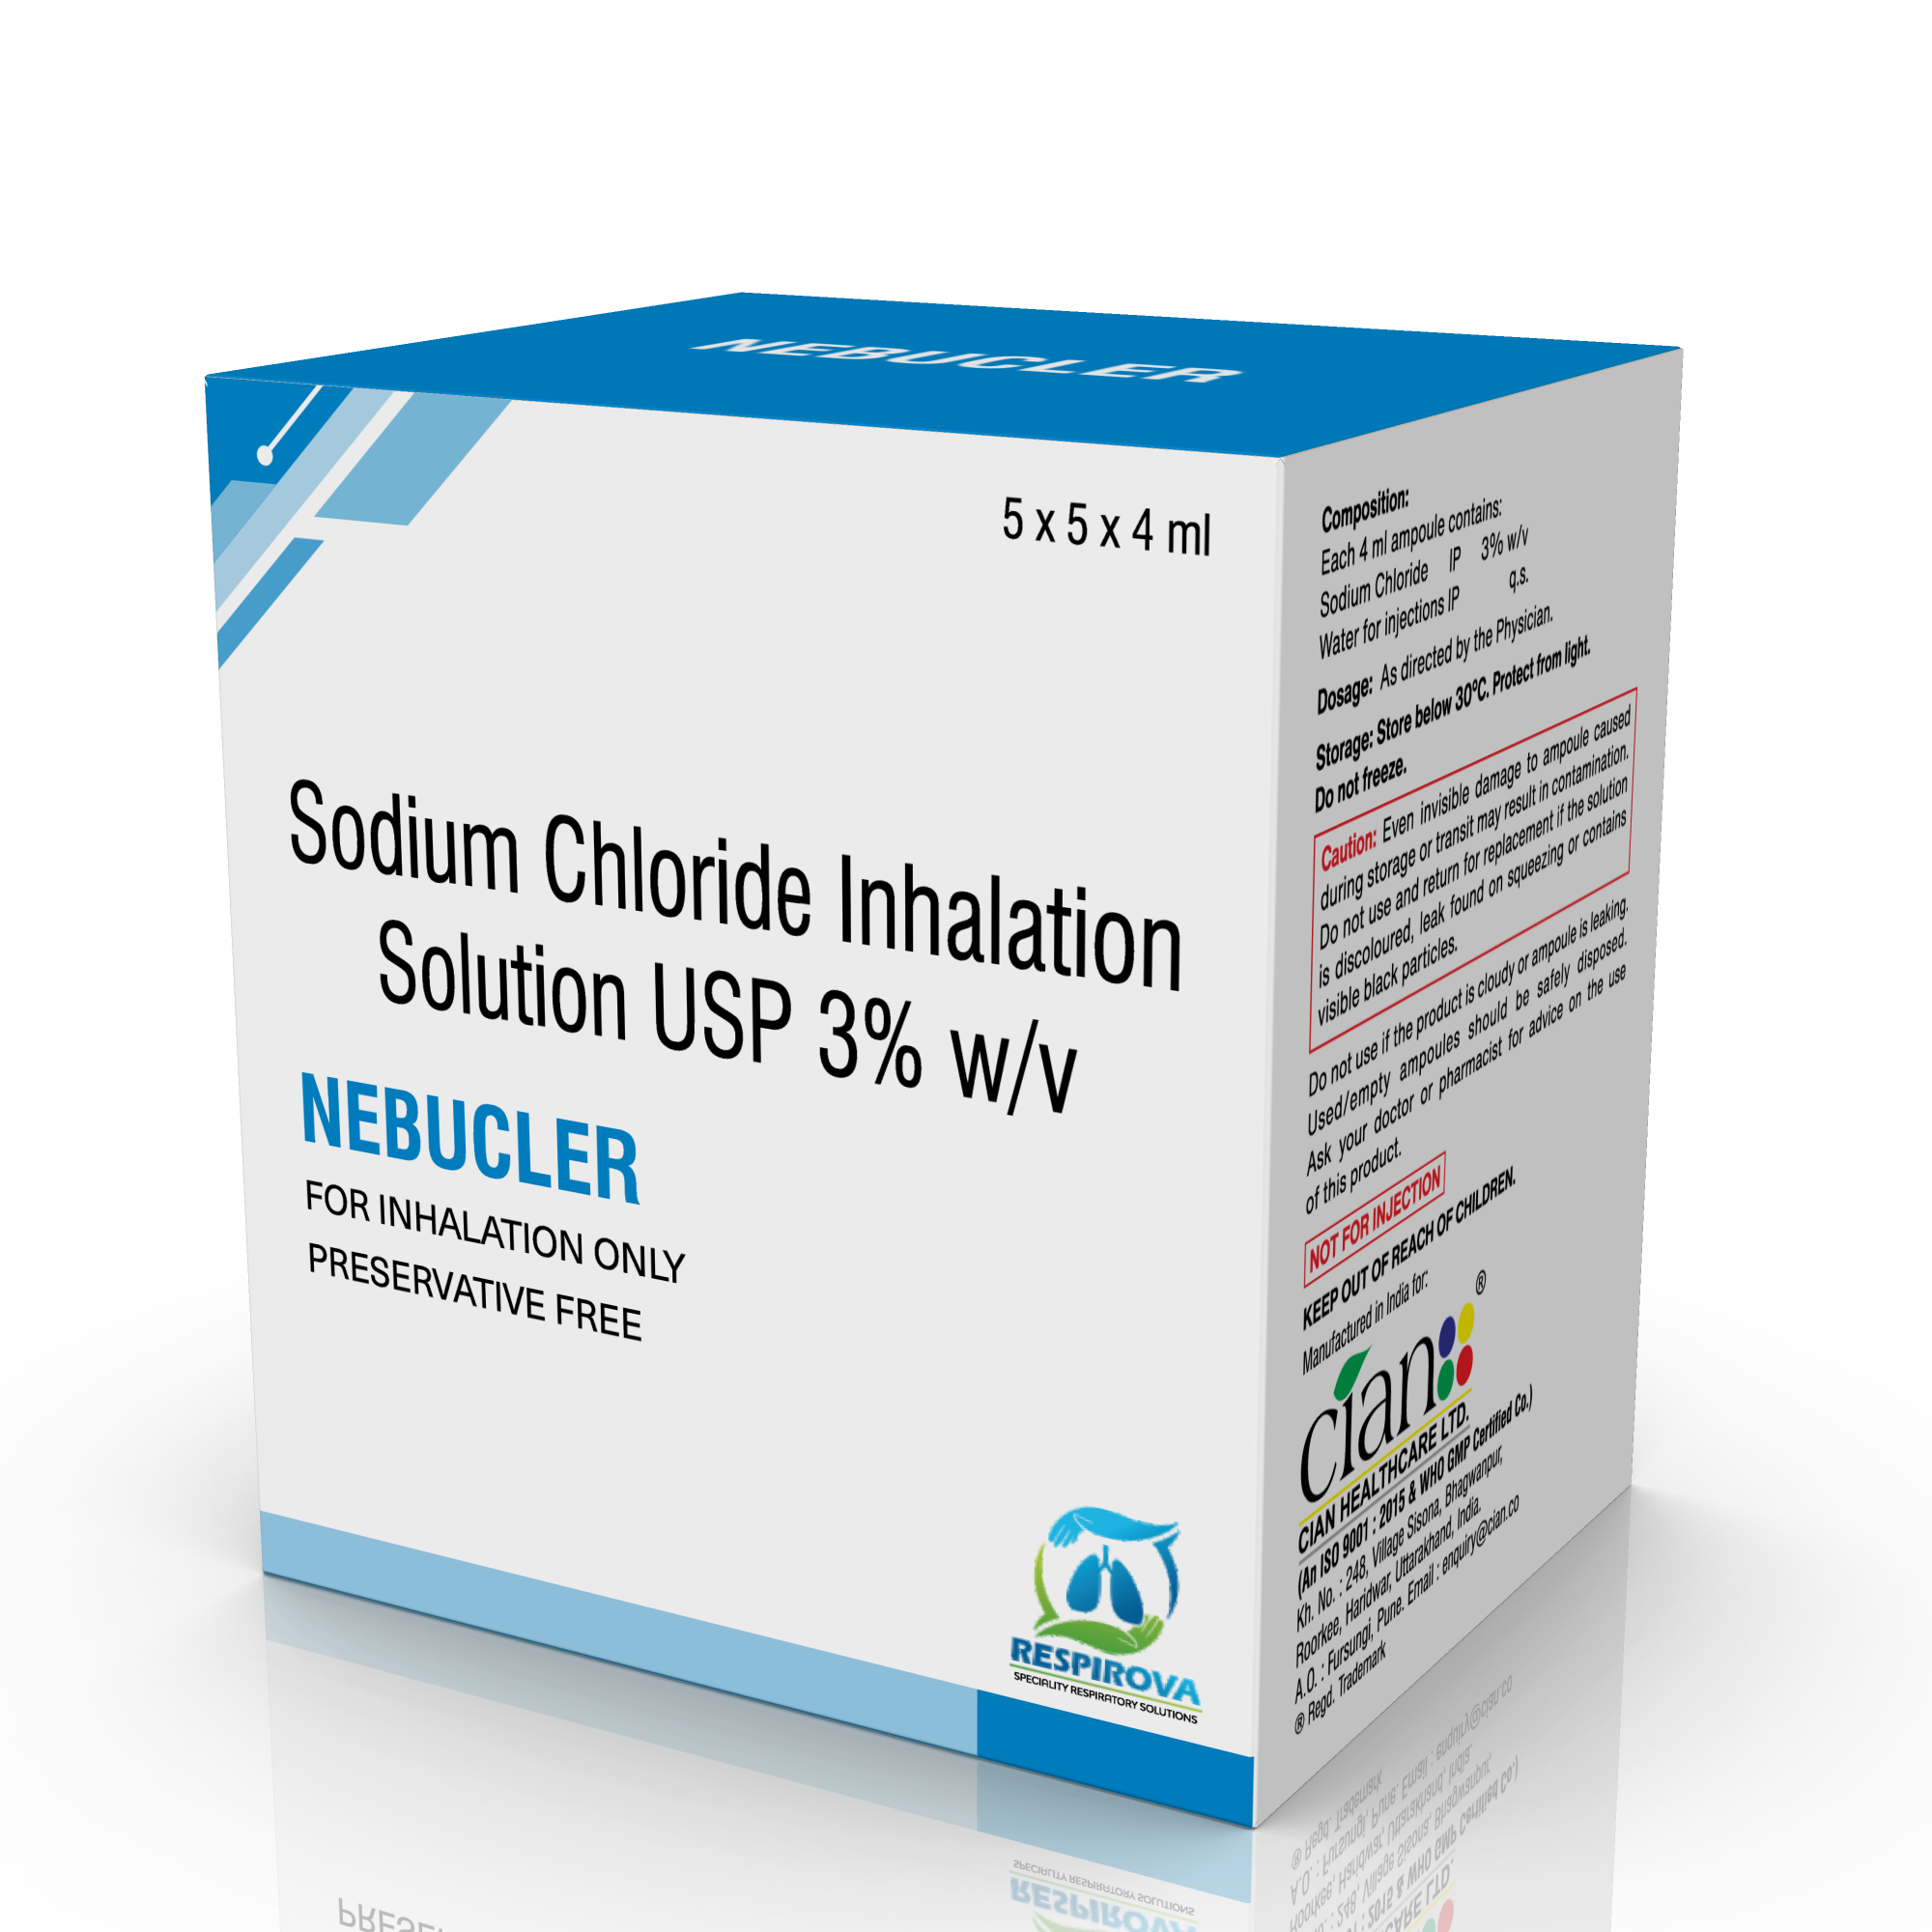 NEBUCLER
5 x 5 x 4 ml
Sodium Chloride Inhalation
Solution USP 3% w/v
NEBUCLER
FOR INHALATION ONLY
PRESERVATIVE FREE
RESPIROVA
SPECIALITY RESPIRATORY SOLUTIONS
Composition:
Each 4 ml ampoule contains:
Sodium Chloride IP 3% w/v
Water for injections IP q.s.
Dosage: As directed by the Physician.
Storage: Store below 30°C. Protect from light.
Do not freeze.
Caution: Even invisible damage to ampoule caused
during storage or transit may result in contamination.
Do not use and return for replacement if the solution
is discoloured, leak found on squeezing or contains
visible black particles.
Do not use if the product is cloudy or ampoule is leaking.
Used/empty ampoules should be safely disposed.
Ask your doctor or pharmacist for advice on the use
of this product.
NOT FOR INJECTION
KEEP OUT OF REACH OF CHILDREN.
Manufactured in India for:
cian ®
CIAN HEALTHCARE LTD.
(An ISO 9001 : 2015 & WHO GMP Certified Co.)
Kh. No. : 248, Village Sisona, Bhagwanpur,
Roorkee, Haridwar, Uttarakhand, India.
A.O. : Fursungi, Pune. Email : enquiry@cian.co
® Regd. Trademark